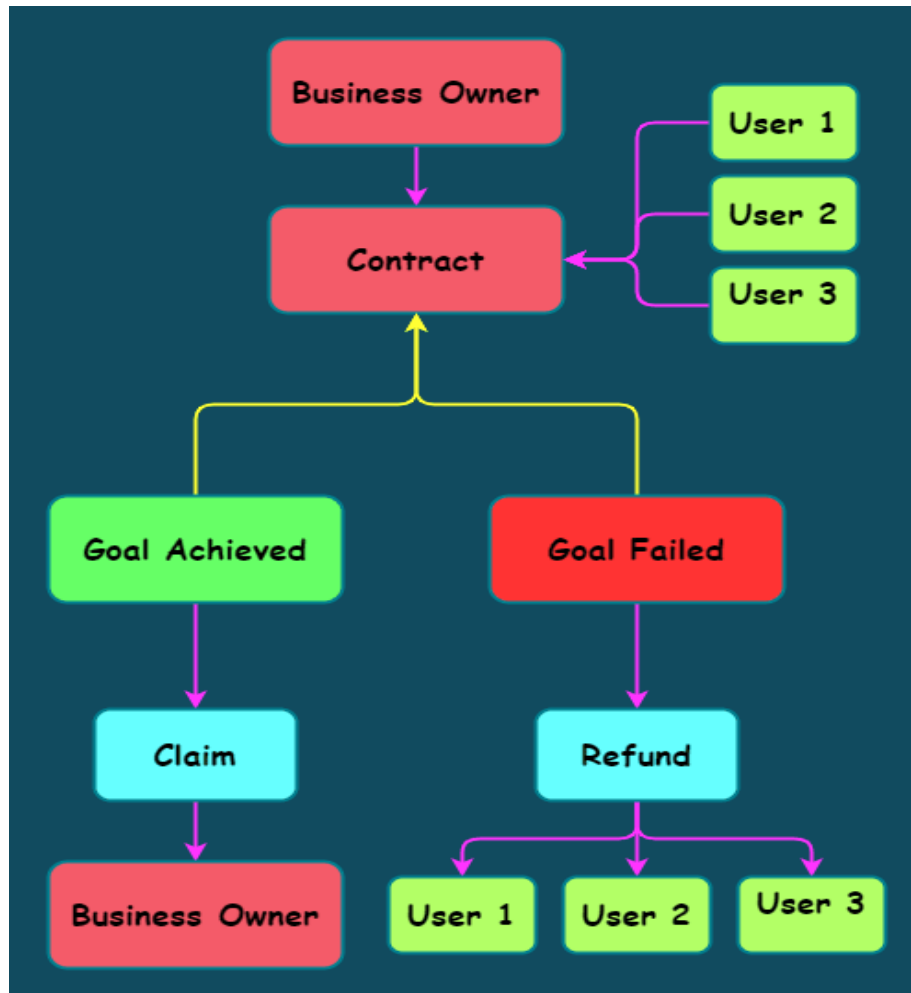 Business Owner
User 1
User 2
Contract
User 3
Goal Achieved
Goal Failed
Claim
Refund
Business Owner
User 1
User 2
User 3